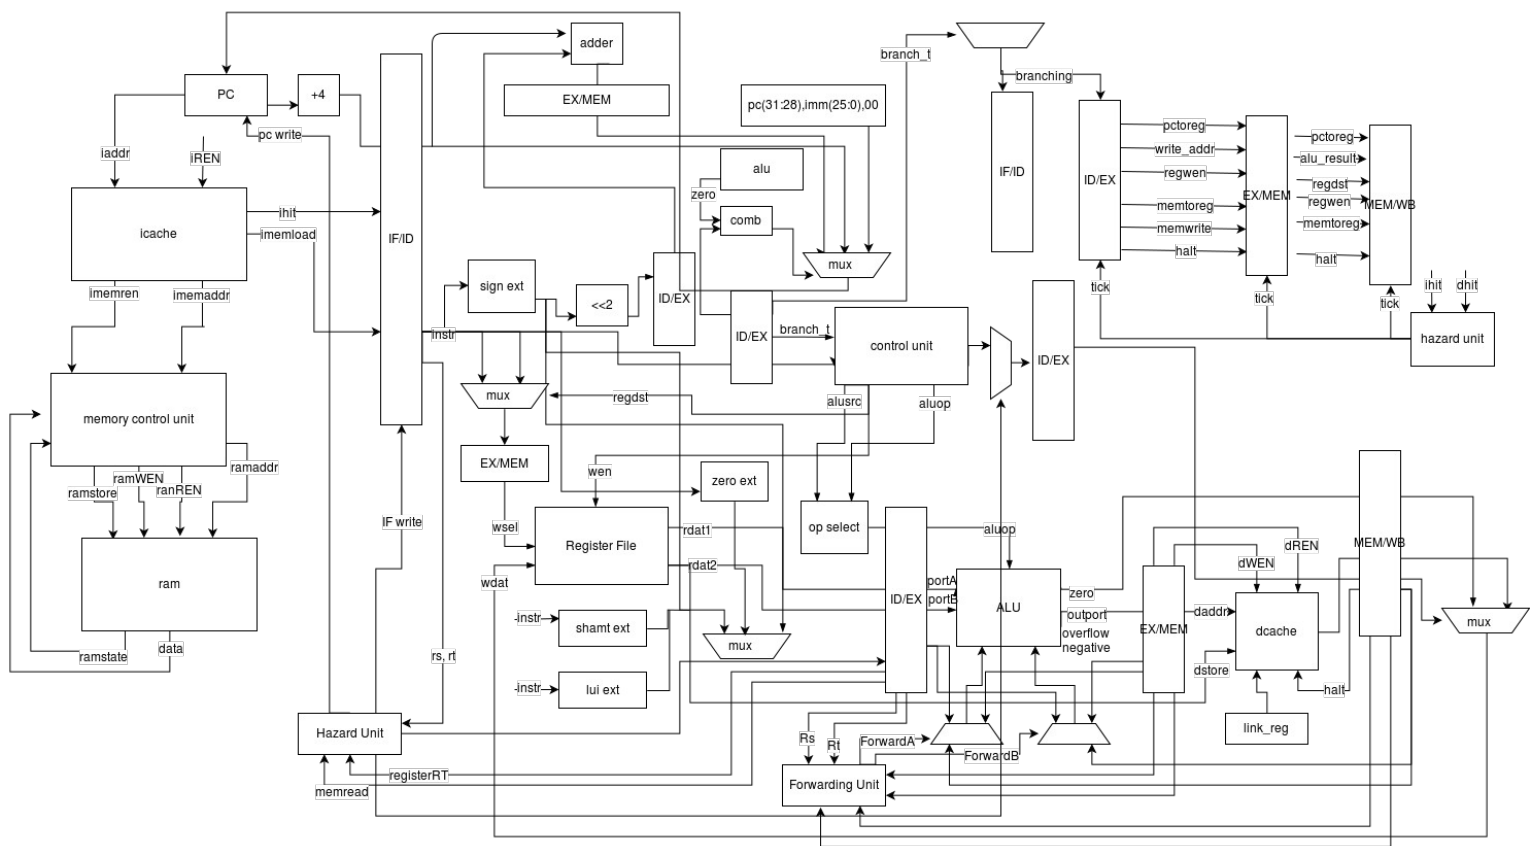 adder
branch_t
branching
PC
+4
EX/MEM
pc(31:28),imm(25:0),00
pc write
iaddr
iREN
IF/ID
alu
zero
comb
mux
IF/ID
ID/EX
pctoreg
write_addr
regwen
memtoreg
memwrite
halt
EX/MEM
pctoreg
alu_result
regdst
regwen
memtoreg
halt
MEM/WB
icache
ihit
imemload
sign ext
<<2
ID/EX
tick
tick
tick
ihit
dhit
hazard unit
imemren
imemaddr
instr
ID/EX
branch_t
control unit
ID/EX
mux
regdst
alusrc
aluop
memory control unit
EX/MEM
wen
zero ext
ramstore
ramWEN
ranREN
ramaddr
IF write
wsel
Register File
rdat1
rdat2
wdat
op select
aluop
ID/EX
portA
portB
ALU
zero
outport
overflow
negative
EX/MEM
dWEN
dREN
daddr
dcache
dstore
halt
MEM/WB
mux
ram
ramstate
data
-instr
shamt ext
mux
-instr
lui ext
rs, rt
link_reg
Hazard Unit
Rs
Rt
ForwardA
ForwardB
registerRT
memread
Forwarding Unit